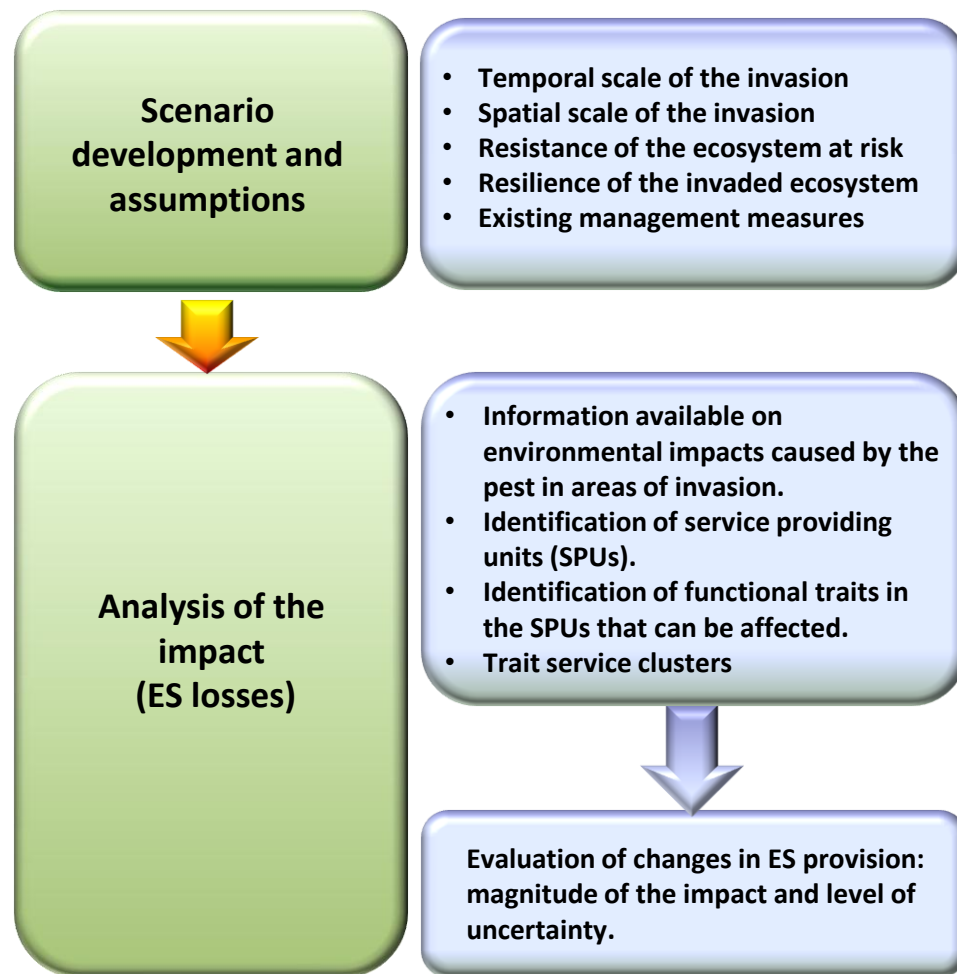 Scenario
development and
assumptions
• Temporal scale of the invasion
• Spatial scale of the invasion
• Resistance of the ecosystem at risk
• Resilience of the invaded ecosystem
• Existing management measures
Analysis of the
impact
(ES losses)
• Information available on
environmental impacts caused by the
pest in areas of invasion.
• Identification of service providing
units (SPUs).
• Identification of functional traits in
the SPUs that can be affected.
• Trait service clusters
Evaluation of changes in ES provision:
magnitude of the impact and level of
uncertainty.